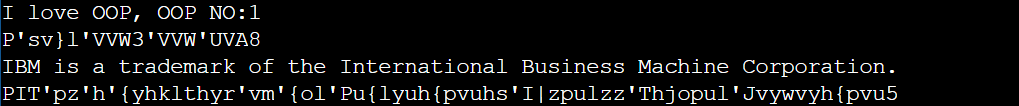 I love OOP, OOP NO:1
P'sv}l'VVW3'VVW'UVA8
IBM is a trademark of the International Business Machine Corporation.
PIT'pz'h'{yhklthyr'vm'{ol'Pu{lyuh{pvuhs'I|zpulzz'Thjopul'Jvywvyh{pvu5